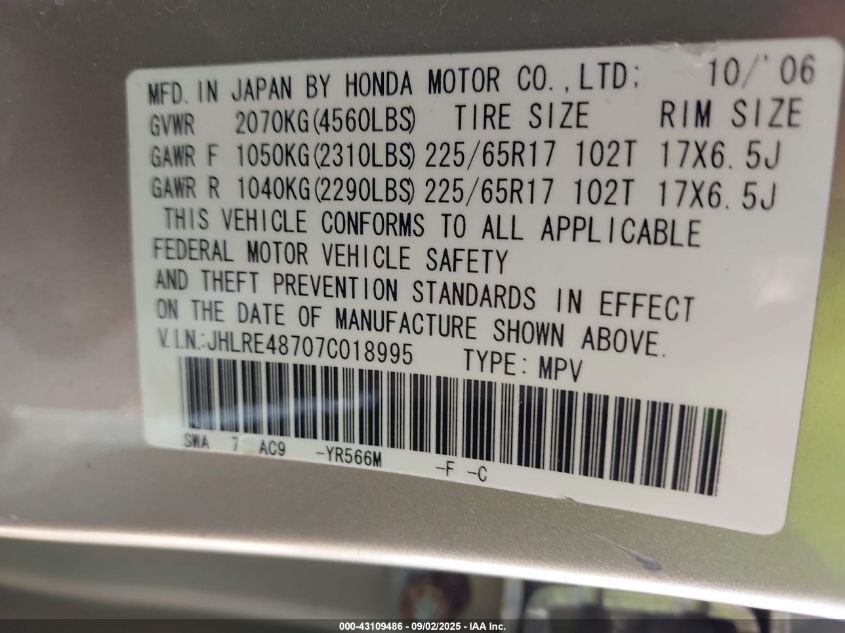 MFD. IN JAPAN BY HONDA MOTOR CO.,LTD; 10/'06
GVWR 2070KG(4560LBS) TIRE SIZE RIM SIZE
GAWR F 1050KG(2310LBS) 225/65R17 102T 17X6.5J
GAWR R 1040KG(2290LBS) 225/65R17 102T 17X6.5J
THIS VEHICLE CONFORMS TO ALL APPLICABLE
FEDERAL MOTOR VEHICLE SAFETY
AND THEFT PREVENTION STANDARDS IN EFFECT
ON THE DATE OF MANUFACTURE SHOWN ABOVE.
V.I.N.:JHLRE48707C018995 TYPE: MPV
SWA 7 AC9 -YR566M -F -C
000-43109486 - 09/02/2025 - IAA Inc.